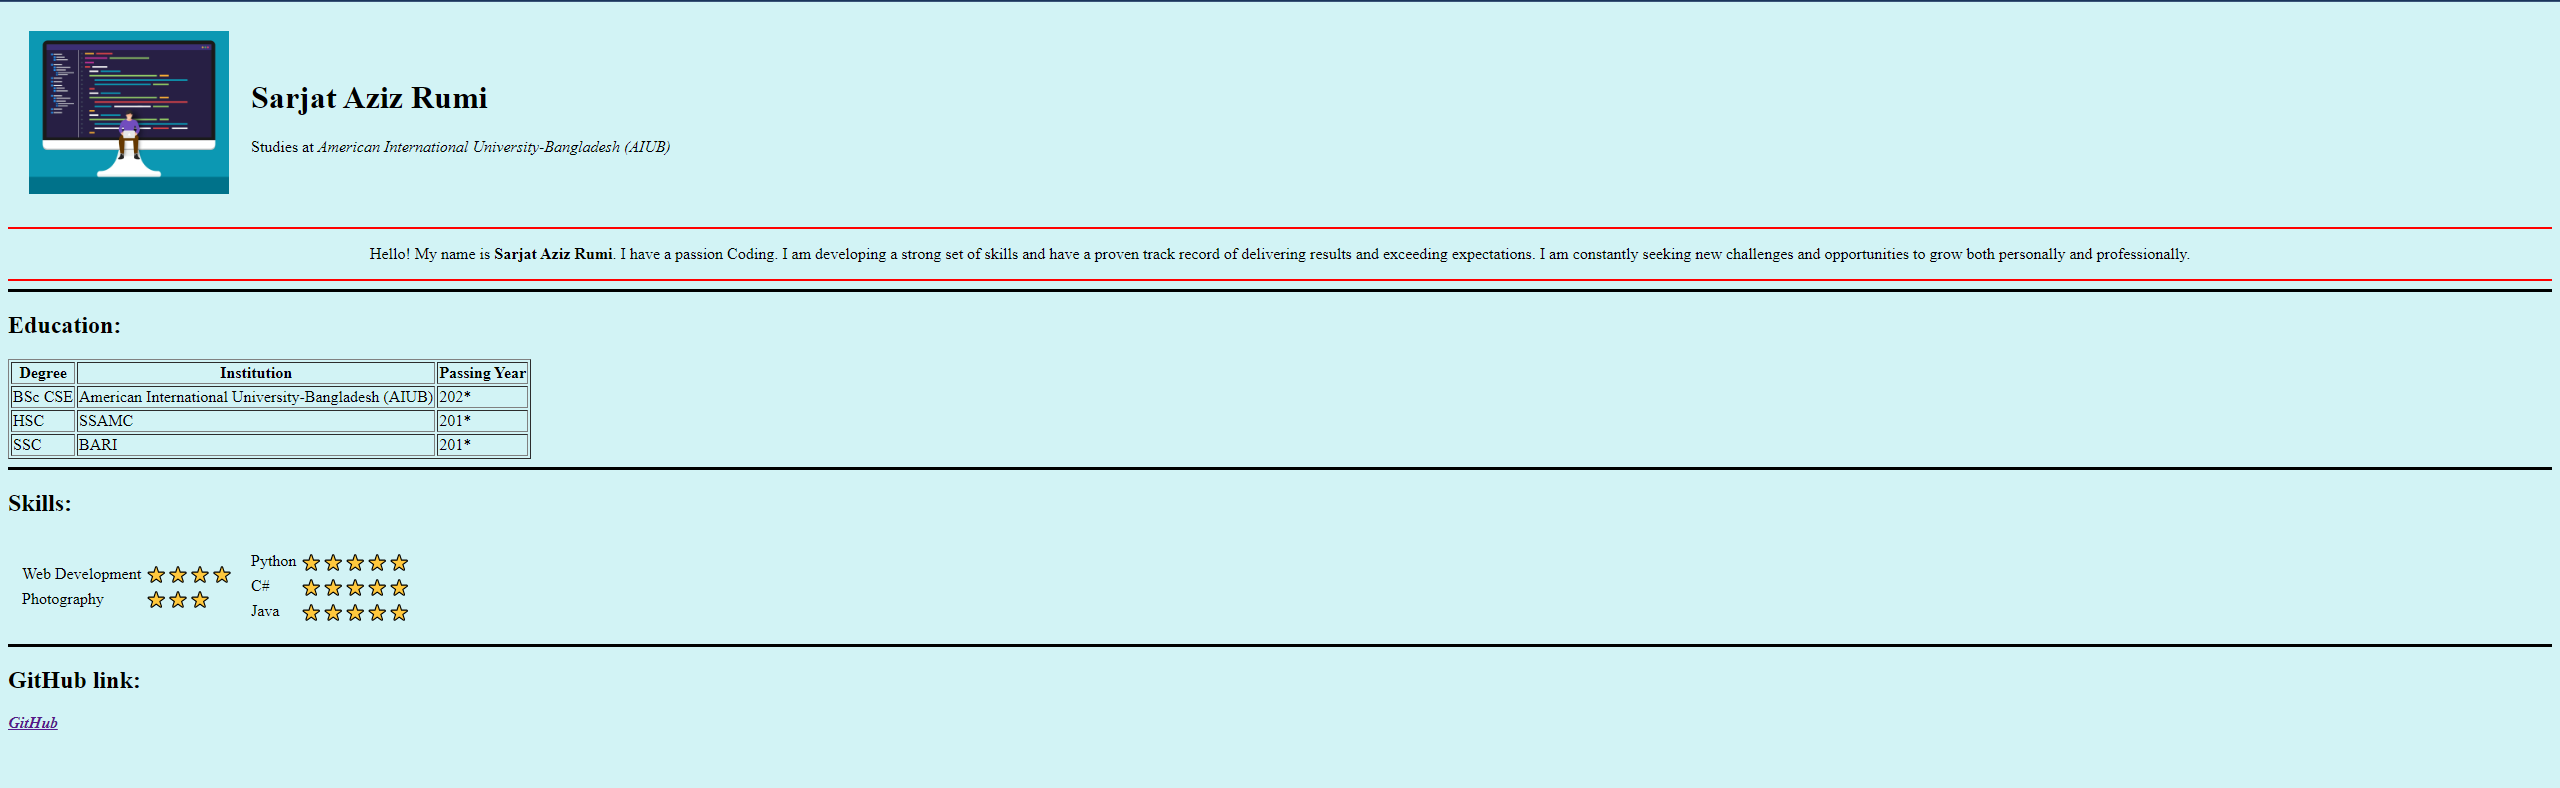 Sarjat Aziz Rumi
Studies at American International University-Bangladesh (AIUB)
Hello! My name is Sarjat Aziz Rumi. I have a passion Coding. I am developing a strong set of skills and have a proven track record of delivering results and exceeding expectations. I am constantly seeking new challenges and opportunities to grow both personally and professionally.
Education:
Degree Institution Passing Year
BSc CSE American International University-Bangladesh (AIUB) 202*
HSC SSAMC 201*
SSC BARI 201*
Skills:
Web Development
Photography
Python
C#
Java
GitHub link:
GitHub